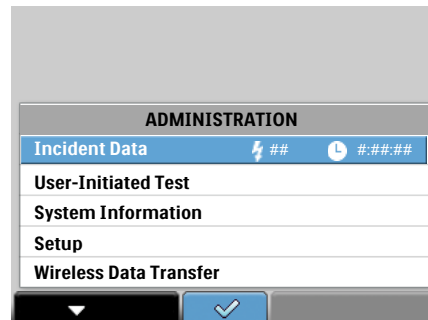 ADMINISTRATION
Incident Data ## #:##:##
User-Initiated Test
System Information
Setup
Wireless Data Transfer